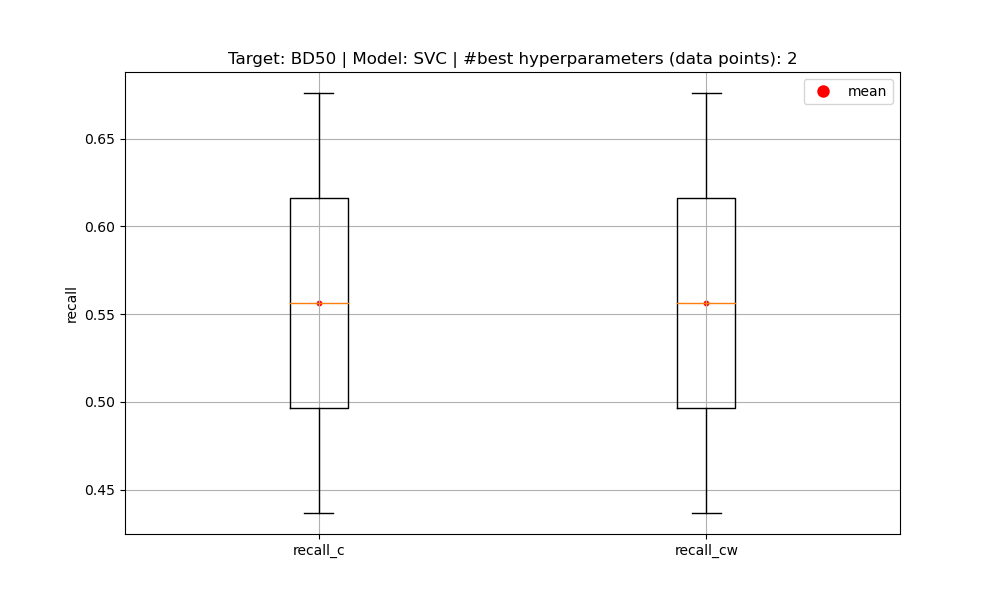 Target: BD50 | Model: SVC | #best hyperparameters (data points): 2
mean
0.65
0.60
0.55
0.50
0.45
recall
recall_c
recall_cw